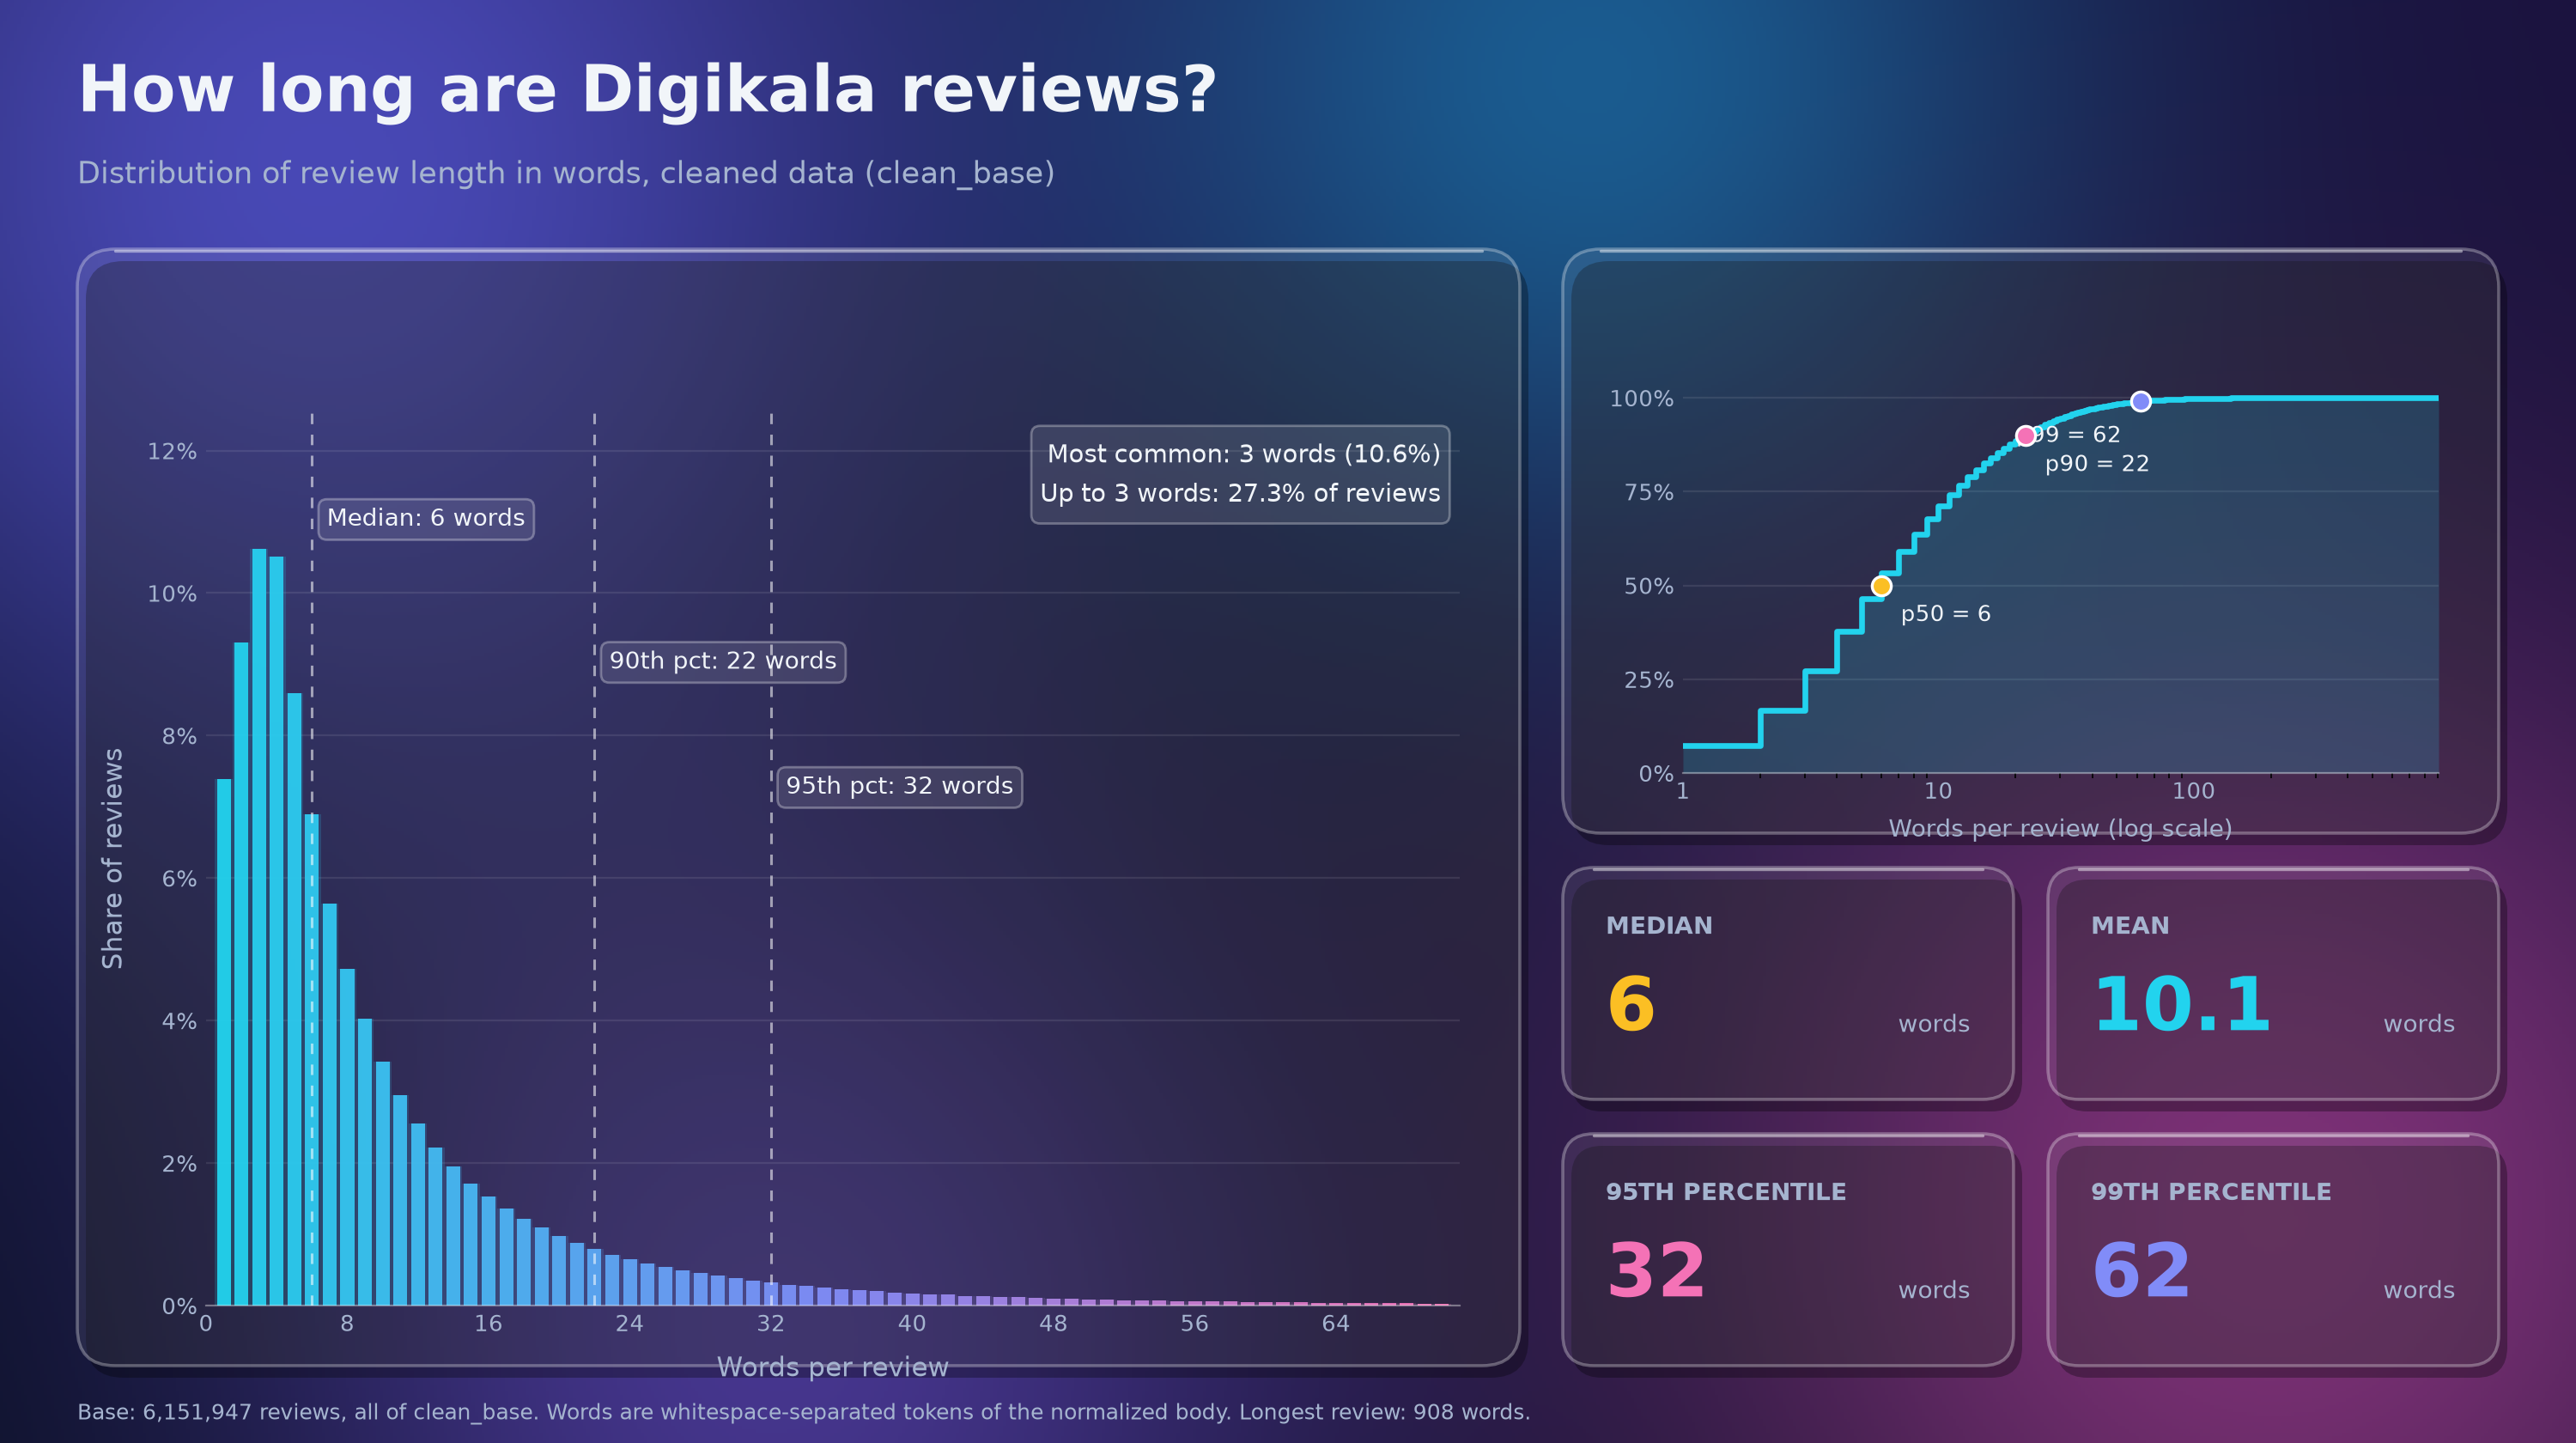 How long are Digikala reviews?
Distribution of review length in words, cleaned data (clean_base)
Share of reviews
12%
10%
8%
6%
4%
2%
0%
Median: 6 words
90th pct: 22 words
95th pct: 32 words
Most common: 3 words (10.6%)
Up to 3 words: 27.3% of reviews
0 8 16 24 32 40 48 56 64
Words per review
100%
75%
50%
25%
0%
99 = 62
p90 = 22
p50 = 6
1 10 100
Words per review (log scale)
MEDIAN
6 words
MEAN
10.1 words
95TH PERCENTILE
32 words
99TH PERCENTILE
62 words
Base: 6,151,947 reviews, all of clean_base. Words are whitespace-separated tokens of the normalized body. Longest review: 908 words.